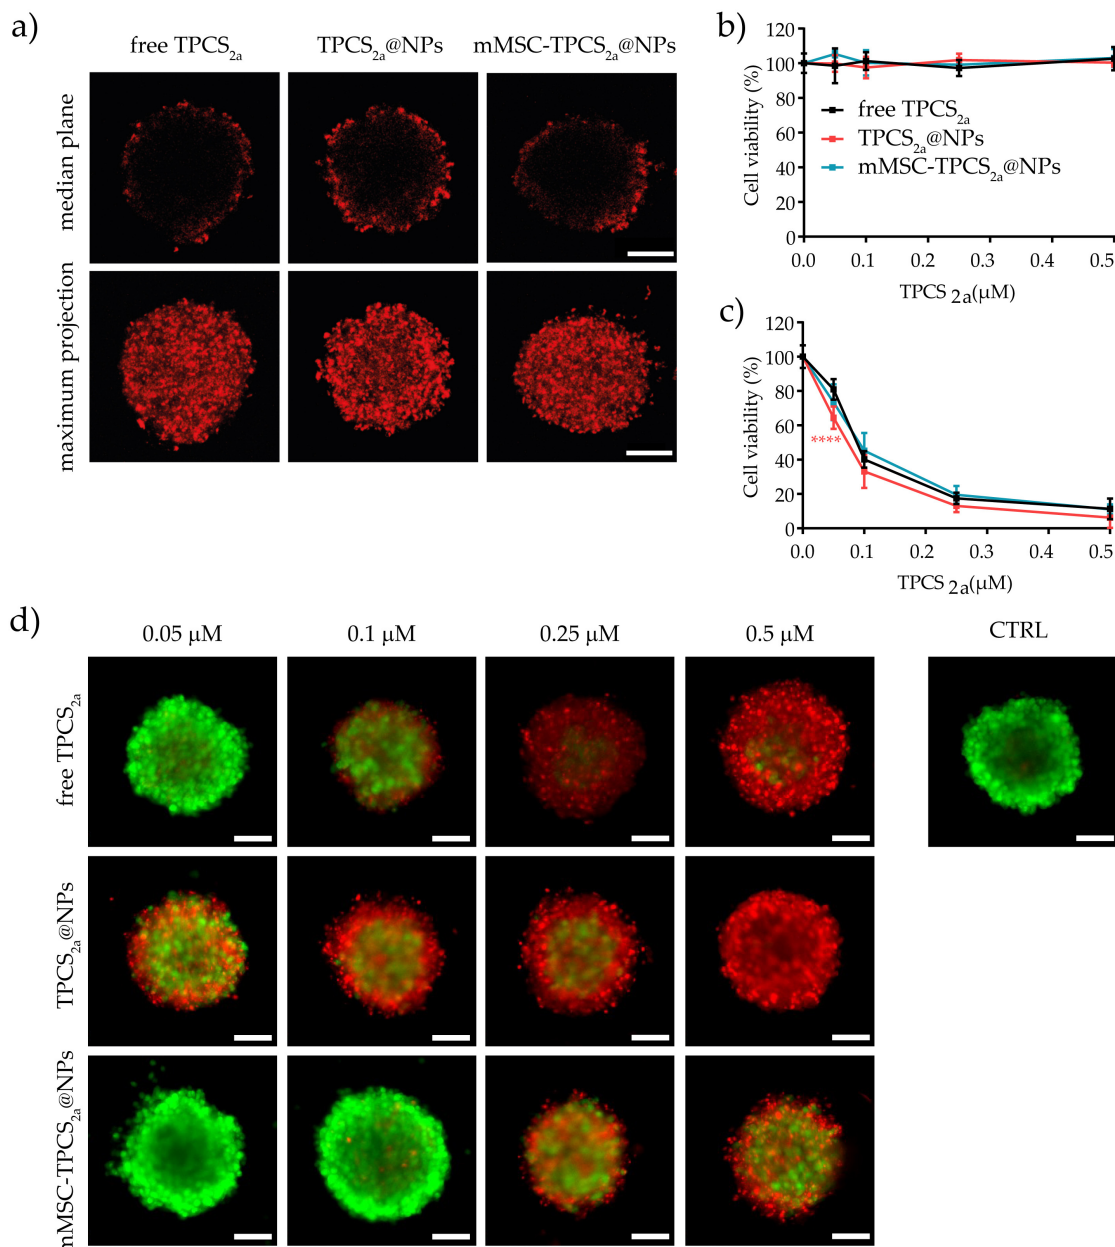 a)
free TPCS2a
TPCS2a@NPs
mMSC-TPCS2a@NPs
median plane
maximum projection
b)
Cell viability (%)
120
100
80
60
40
20
0
free TPCS2a
TPCS2a@NPs
mMSC-TPCS2a@NPs
0.0 0.1 0.2 0.3 0.4 0.5
TPCS 2a(µM)
c)
Cell viability (%)
120
100
80
60
40
20
0
****
0.0 0.1 0.2 0.3 0.4 0.5
TPCS 2a(µM)
d)
0.05 µM
0.1 µM
0.25 µM
0.5 µM
CTRL
free TPCS2a
TPCS2a@NPs
mMSC-TPCS2a@NPs